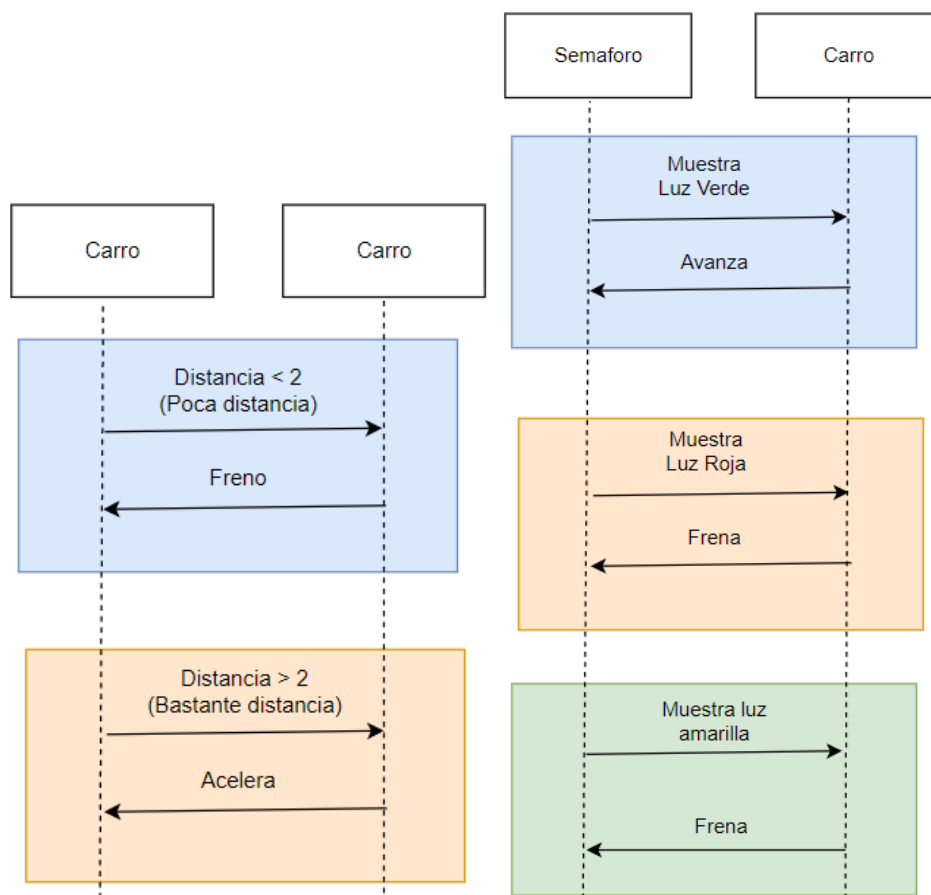 Carro
Carro
Distancia < 2
(Poca distancia)
Freno
Distancia > 2
(Bastante distancia)
Acelera
Semaforo
Carro
Muestra
Luz Verde
Avanza
Muestra
Luz Roja
Frena
Muestra luz
amarilla
Frena